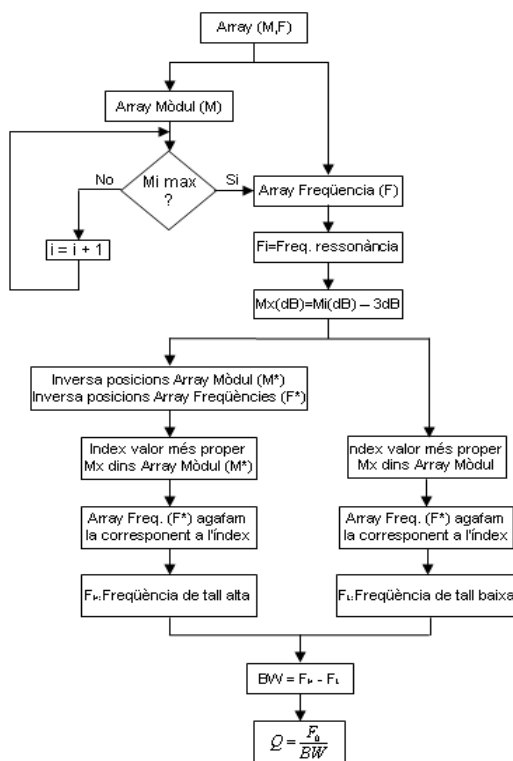 Array (M,F)
Array Mòdul (M)
No
Mi max
?
Si
Array Freqüencia (F)
i = i + 1
Fi=Freq. ressonància
Mx(dB)=Mi(dB) – 3dB
Inversa posicions Array Mòdul (M*)
Inversa posicions Array Freqüències (F*)
Index valor més proper
Mx dins Array Mòdul (M*)
ndex valor més proper
Mx dins Array Mòdul
Array Freq. (F*) agafam
la corresponent a l'índex
Array Freq. (F*) agafam
la corresponent a l'índex
FH:Freqüència de tall alta
FL:Freqüència de tall baixa
BW = FH - FL
Q = F0 / BW